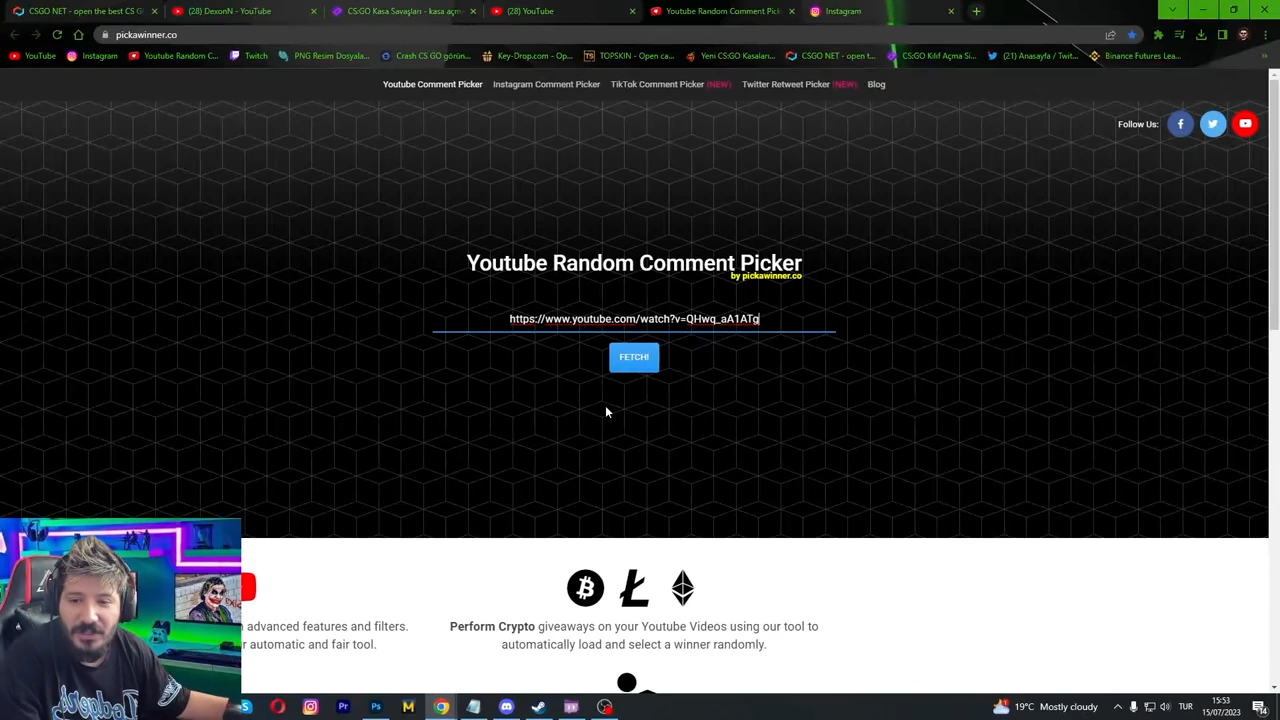 CSGO NET - open the best CS G
(28) DexonN - YouTube
CS:GO Kasa Savaşları - kasa açm
(28) YouTube
Youtube Random Comment Pick
Instagram
pickawinner.co
YouTube
Instagram
Youtube Random C...
Twitch
PNG Resim Dosyala...
Crash CS GO görün...
Key-Drop.com - Op...
TOPSKIN - Open ca...
Yeni CS:GO Kasaları...
CSGO NET - open t...
CS:GO Kılıf Açma Si...
(21) Anasayfa / Twit...
Binance Futures Lea...
Youtube Comment Picker
Instagram Comment Picker
TikTok Comment Picker (NEW)
Twitter Retweet Picker (NEW)
Blog
Follow Us:
Youtube Random Comment Picker
by pickawinner.co
https://www.youtube.com/watch?v=QHwq_aA1ATg
FETCH!
advanced features and filters.
r automatic and fair tool.
Perform Crypto giveaways on your Youtube Videos using our tool to
automatically load and select a winner randomly.
19°C Mostly cloudy
TUR
15:53
15/07/2023
14